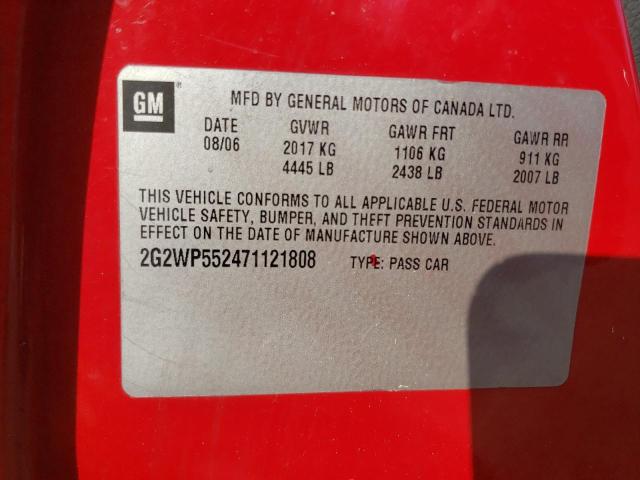 GM
MFD BY GENERAL MOTORS OF CANADA LTD.
DATE GVWR GAWR FRT GAWR RR
08/06 2017 KG 1106 KG 911 KG
4445 LB 2438 LB 2007 LB
THIS VEHICLE CONFORMS TO ALL APPLICABLE U.S. FEDERAL MOTOR
VEHICLE SAFETY, BUMPER, AND THEFT PREVENTION STANDARDS IN
EFFECT ON THE DATE OF MANUFACTURE SHOWN ABOVE.
2G2WP552471121808 TYPE: PASS CAR